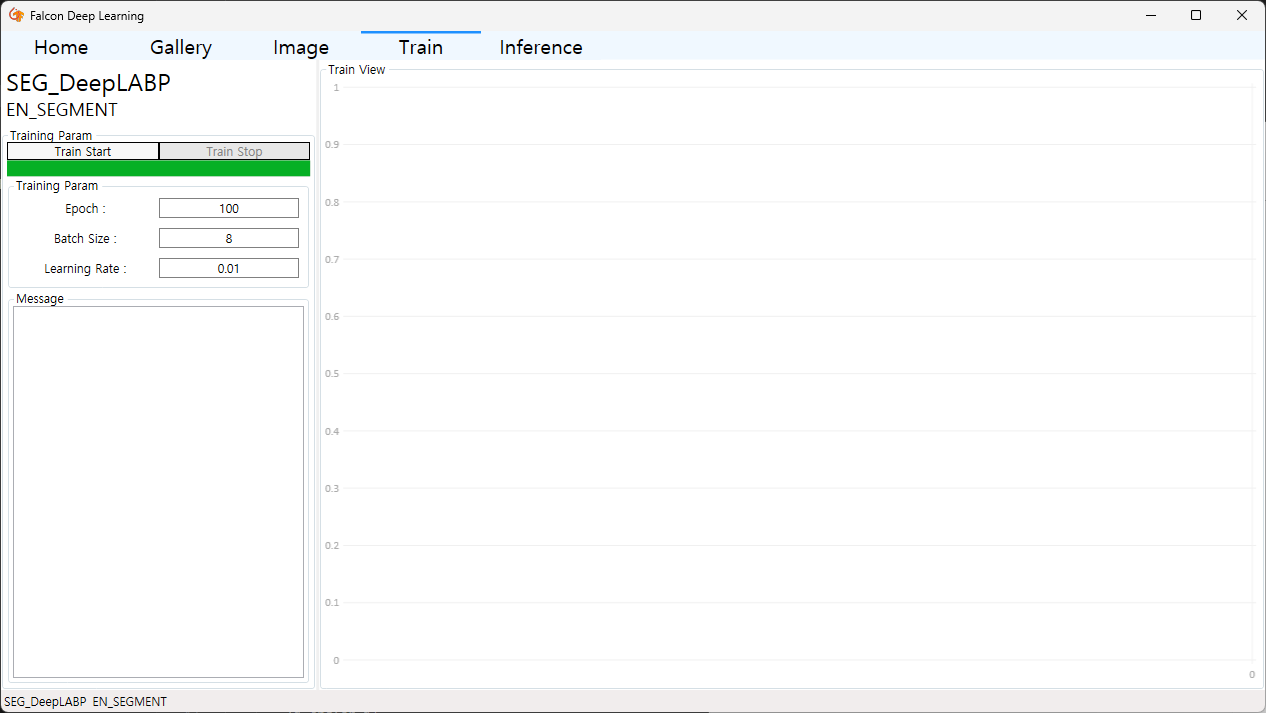 Falcon Deep Learning
Home Gallery Image Train Inference
SEG_DeepLABP
EN_SEGMENT
Training Param
Train Start Train Stop
Training Param
Epoch : 100
Batch Size : 8
Learning Rate : 0.01
Message
Train View
1
0.9
0.8
0.7
0.6
0.5
0.4
0.3
0.2
0.1
0
0
SEG_DeepLABP EN_SEGMENT